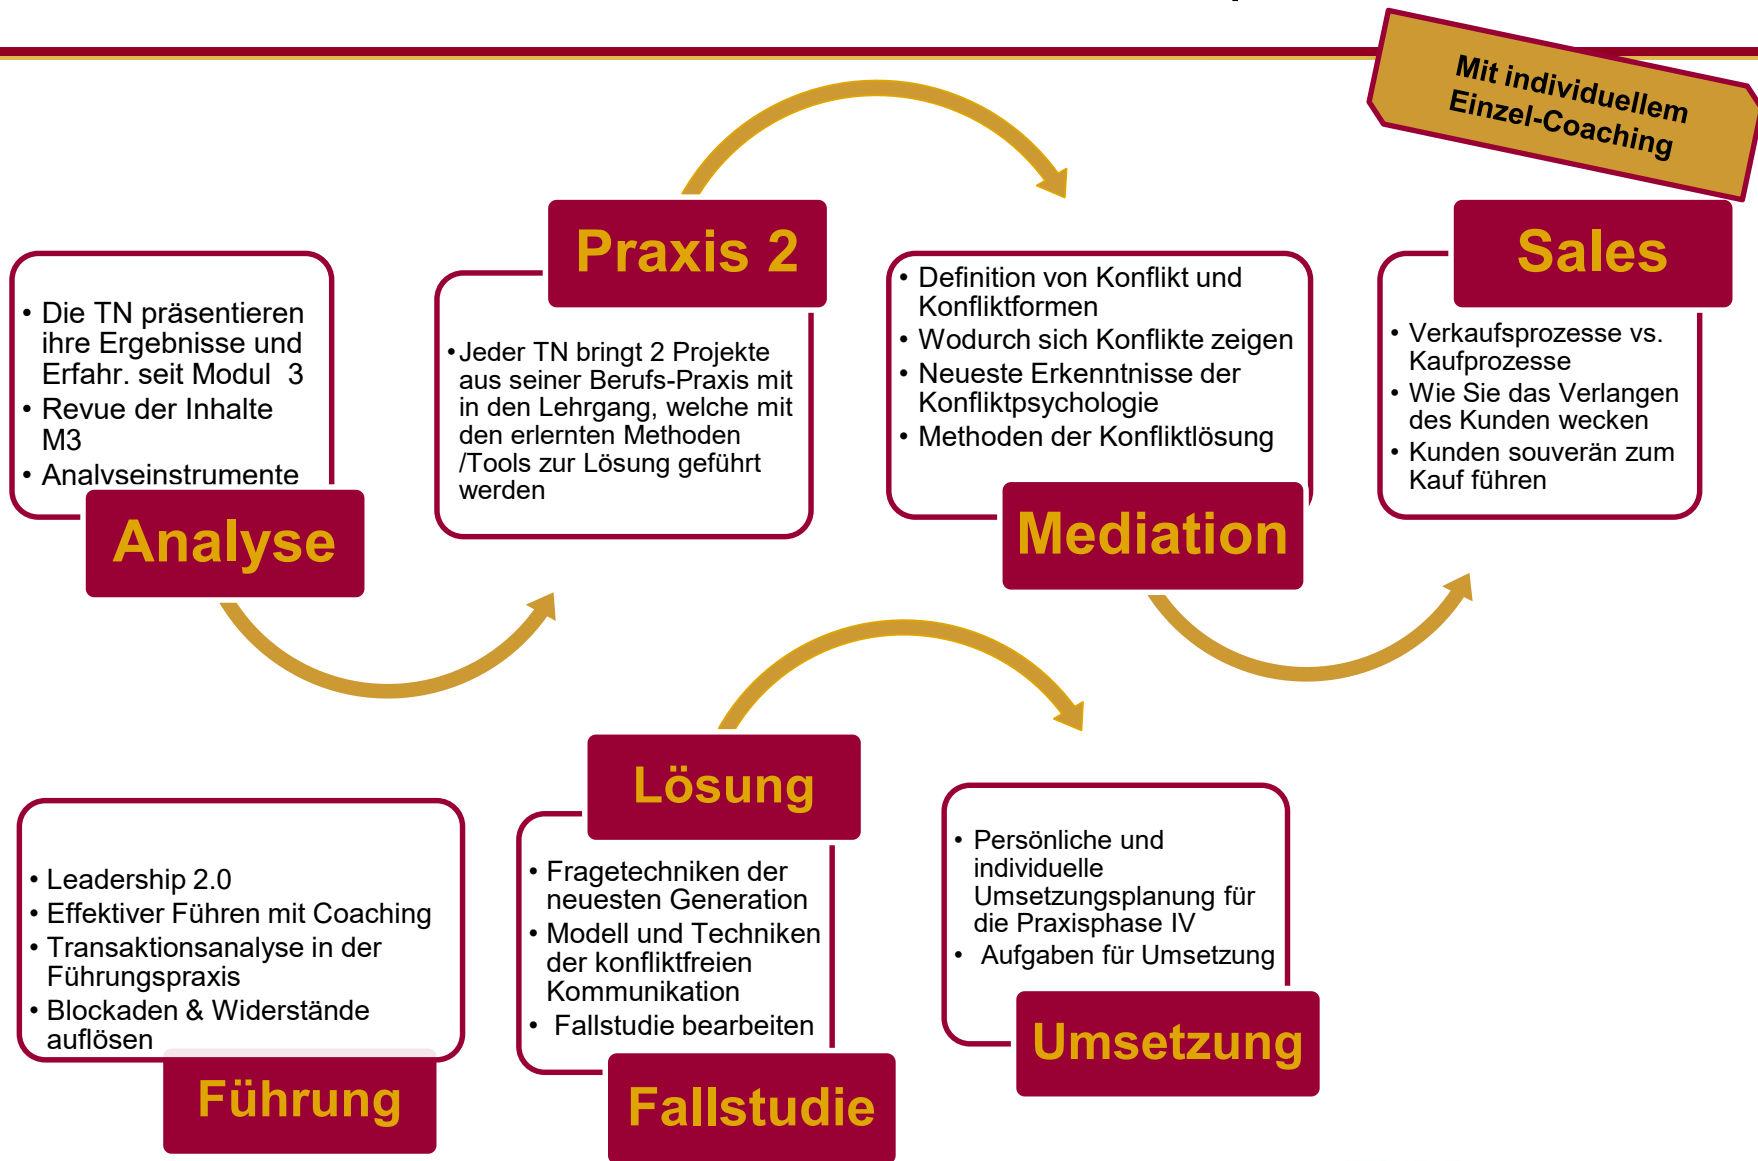 Mit individuellem
Einzel-Coaching
• Die TN präsentieren
ihre Ergebnisse und
Erfahr. seit Modul 3
• Revue der Inhalte
M3
• Analyseinstrumente
Analyse
Praxis 2
• Jeder TN bringt 2 Projekte
aus seiner Berufs-Praxis mit
in den Lehrgang, welche mit
den erlernten Methoden
/Tools zur Lösung geführt
werden
• Definition von Konflikt und
Konfliktformen
• Wodurch sich Konflikte zeigen
• Neueste Erkenntnisse der
Konfliktpsychologie
• Methoden der Konfliktlösung
Mediation
Sales
• Verkaufsprozesse vs.
Kaufprozesse
• Wie Sie das Verlangen
des Kunden wecken
• Kunden souverän zum
Kauf führen
• Leadership 2.0
• Effektiver Führen mit Coaching
• Transaktionsanalyse in der
Führungspraxis
• Blockaden & Widerstände
auflösen
Führung
Lösung
• Fragetechniken der
neuesten Generation
• Modell und Techniken
der konfliktfreien
Kommunikation
• Fallstudie bearbeiten
Fallstudie
• Persönliche und
individuelle
Umsetzungsplanung für
die Praxisphase IV
• Aufgaben für Umsetzung
Umsetzung